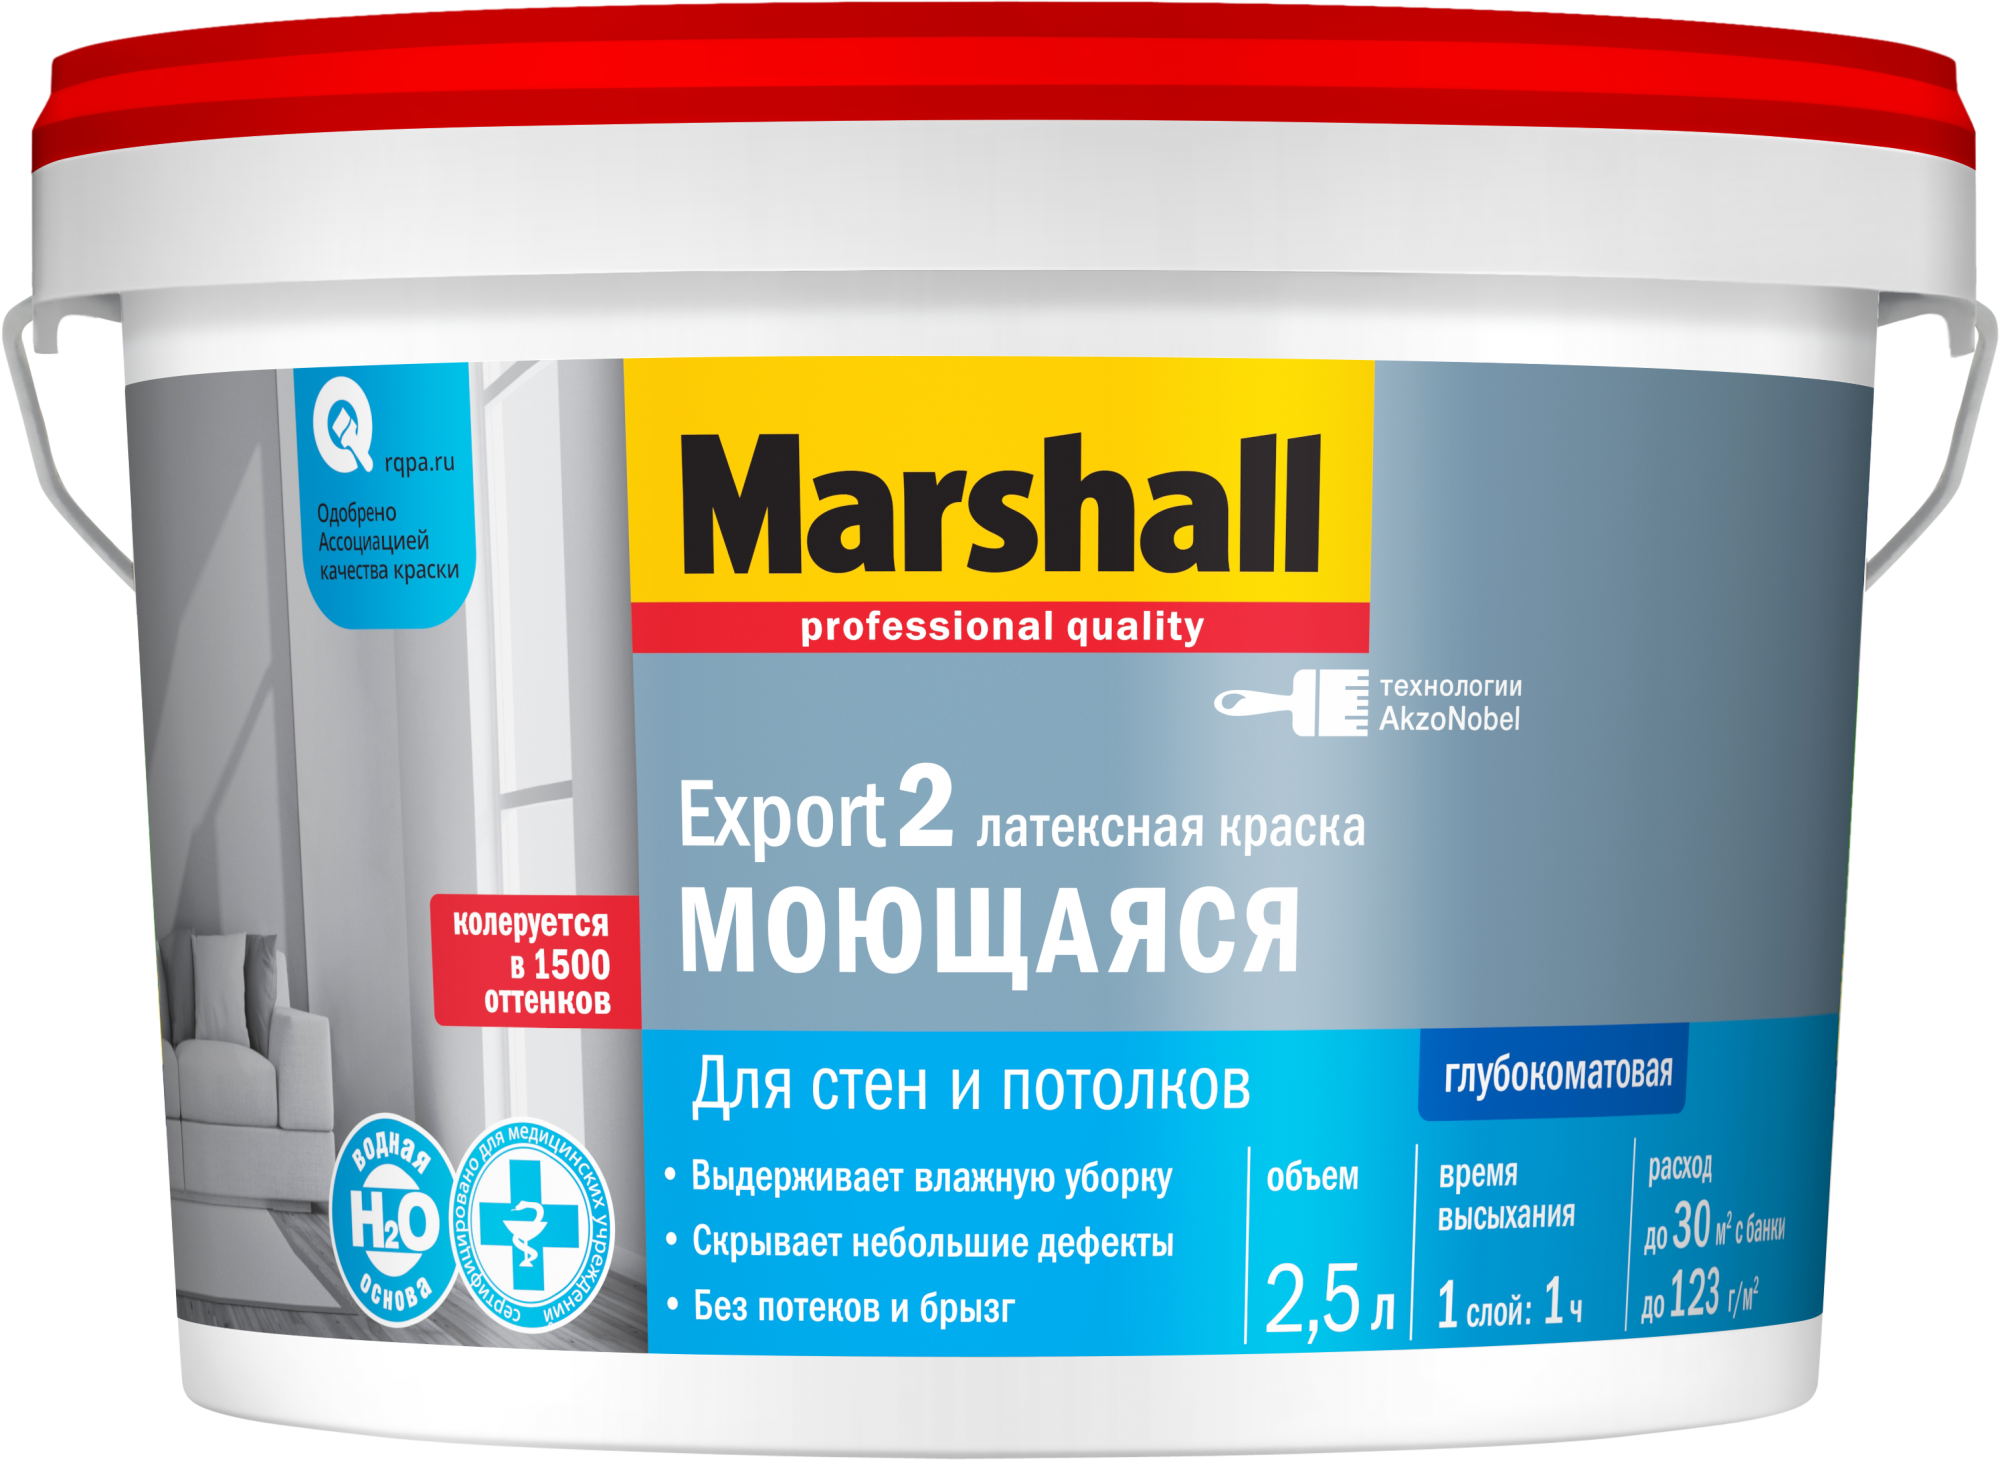 rqpa.ru
Одобрено
Ассоциацией
качества краски
Marshall
professional quality
технологии
AkzoNobel
Export 2 латексная краска
МОЮЩАЯСЯ
колеруется
в 1500
оттенков
Для стен и потолков
глубокоматовая
• Выдерживает влажную уборку
• Скрывает небольшие дефекты
• Без потеков и брызг
объем
2,5 л
время
высыхания
1 слой: 1 ч
расход
до 30 м² с банки
до 123 г/м²
водная
H₂O
основа
сертифицировано для медицинских учреждений